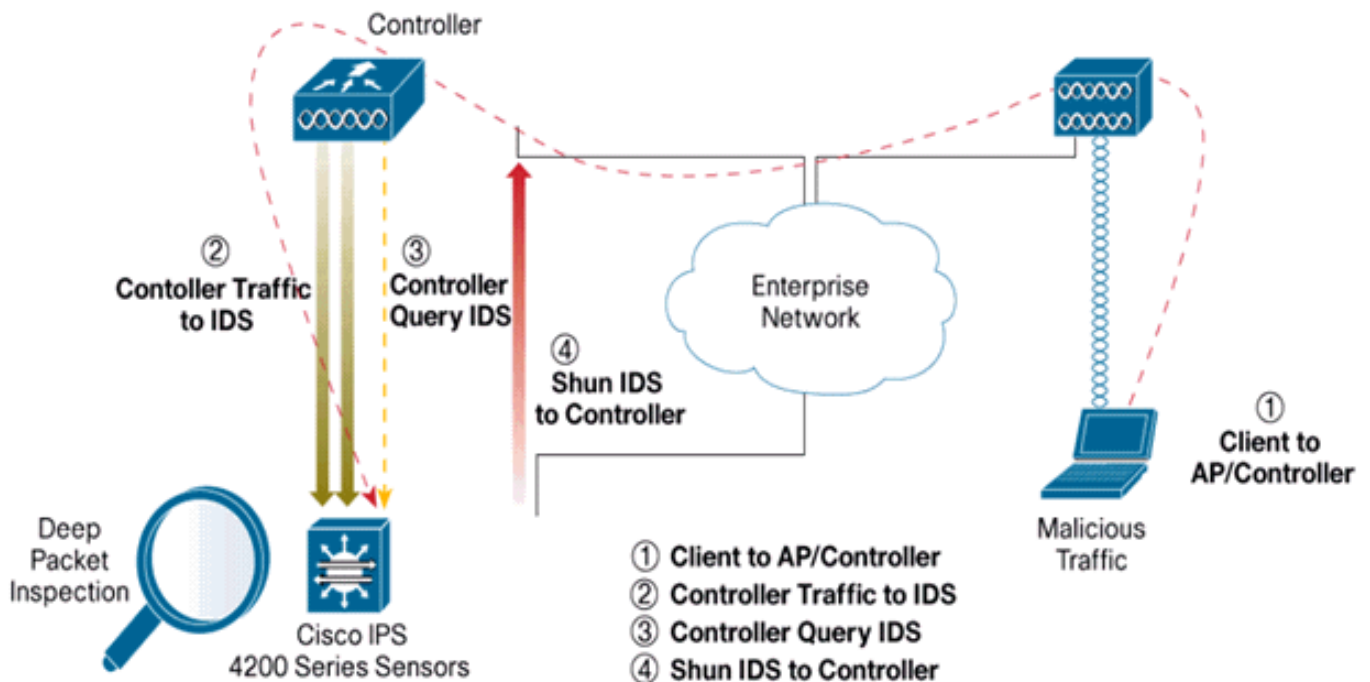 Controller
②
Contoller Traffic
to IDS
③
Controller
Query IDS
④
Shun IDS
to Controller
Enterprise
Network
①
Client to
AP/Controller
Deep
Packet
Inspection
Cisco IPS
4200 Series Sensors
Malicious
Traffic
① Client to AP/Controller
② Controller Traffic to IDS
③ Controller Query IDS
④ Shun IDS to Controller